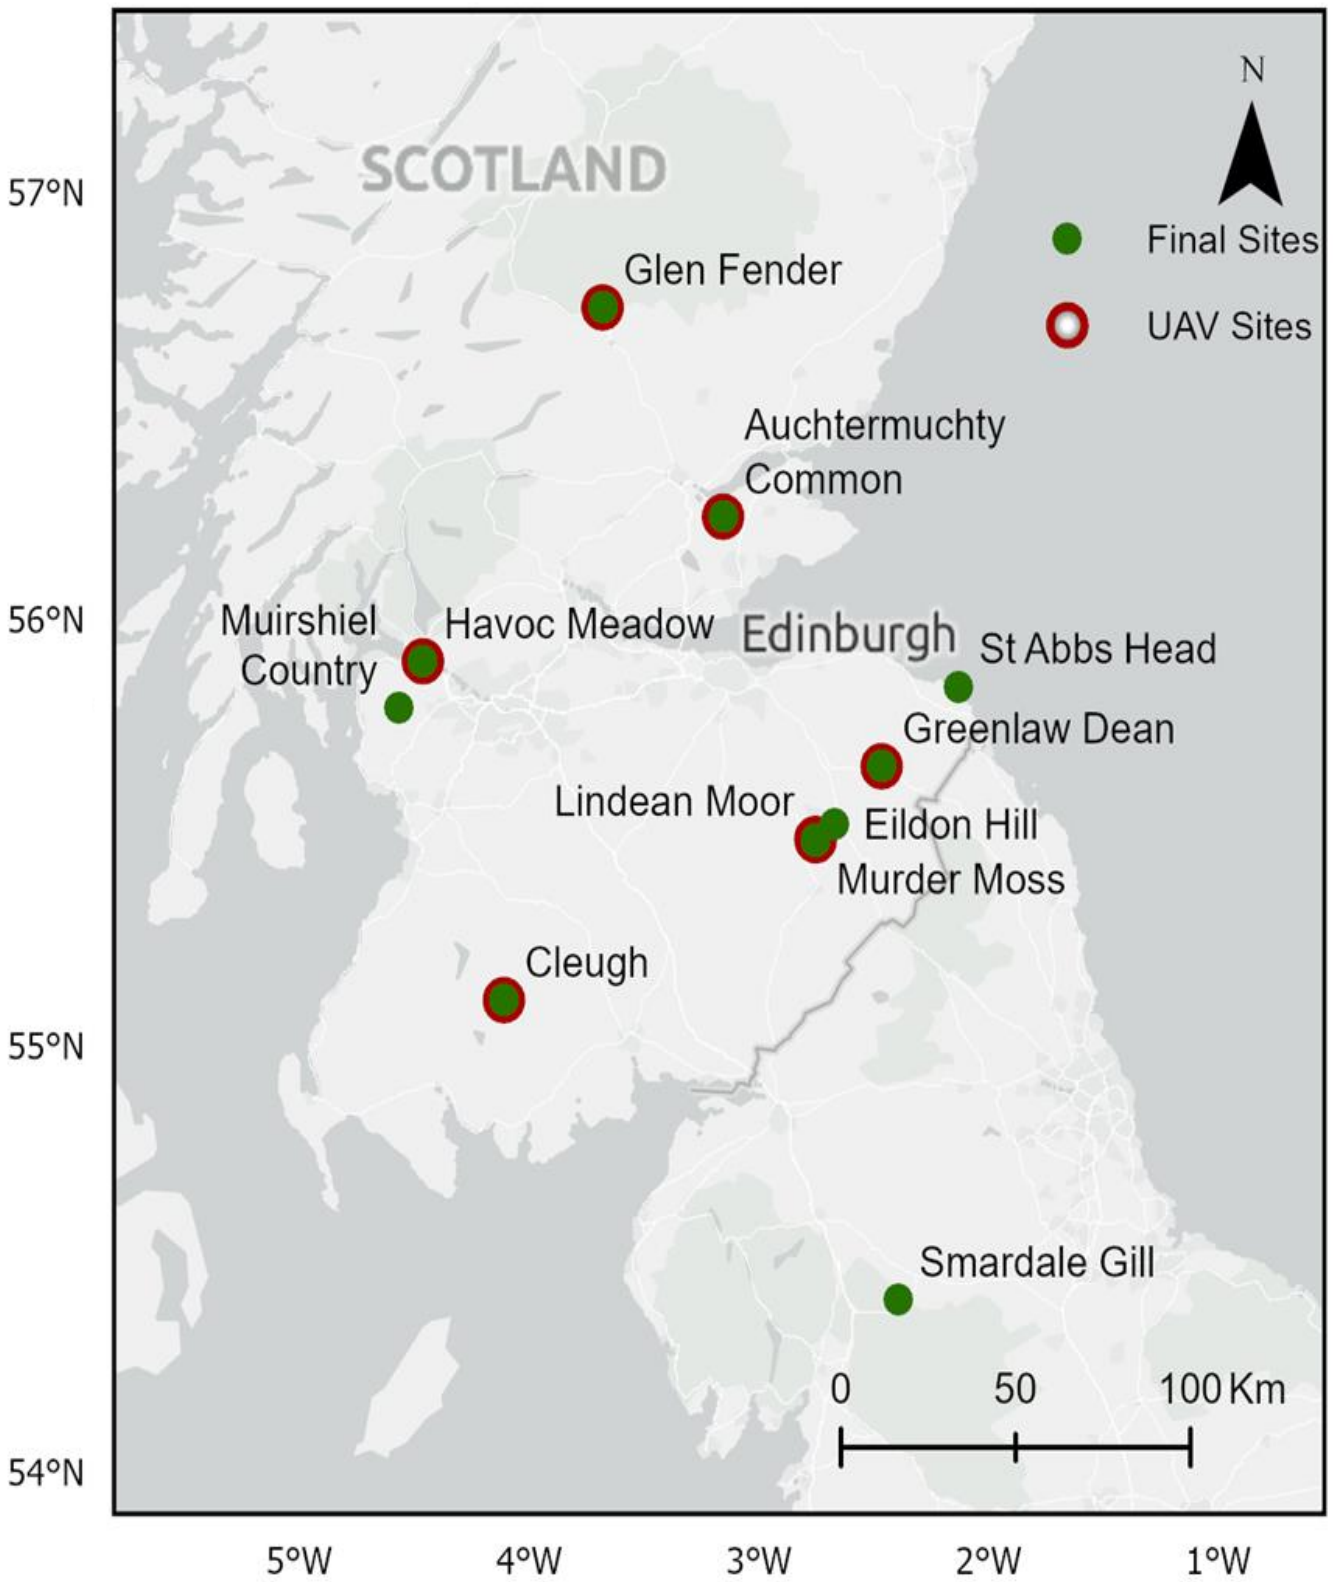 N
SCOTLAND
57°N
Final Sites
Glen Fender
UAV Sites
Auchtermuchty
Common
56°N
Muirshiel
Country
Havoc Meadow
Edinburgh
St Abbs Head
Greenlaw Dean
Lindean Moor
Eildon Hill
Murder Moss
Cleugh
55°N
Smardale Gill
0 50 100 Km
54°N
5°W 4°W 3°W 2°W 1°W